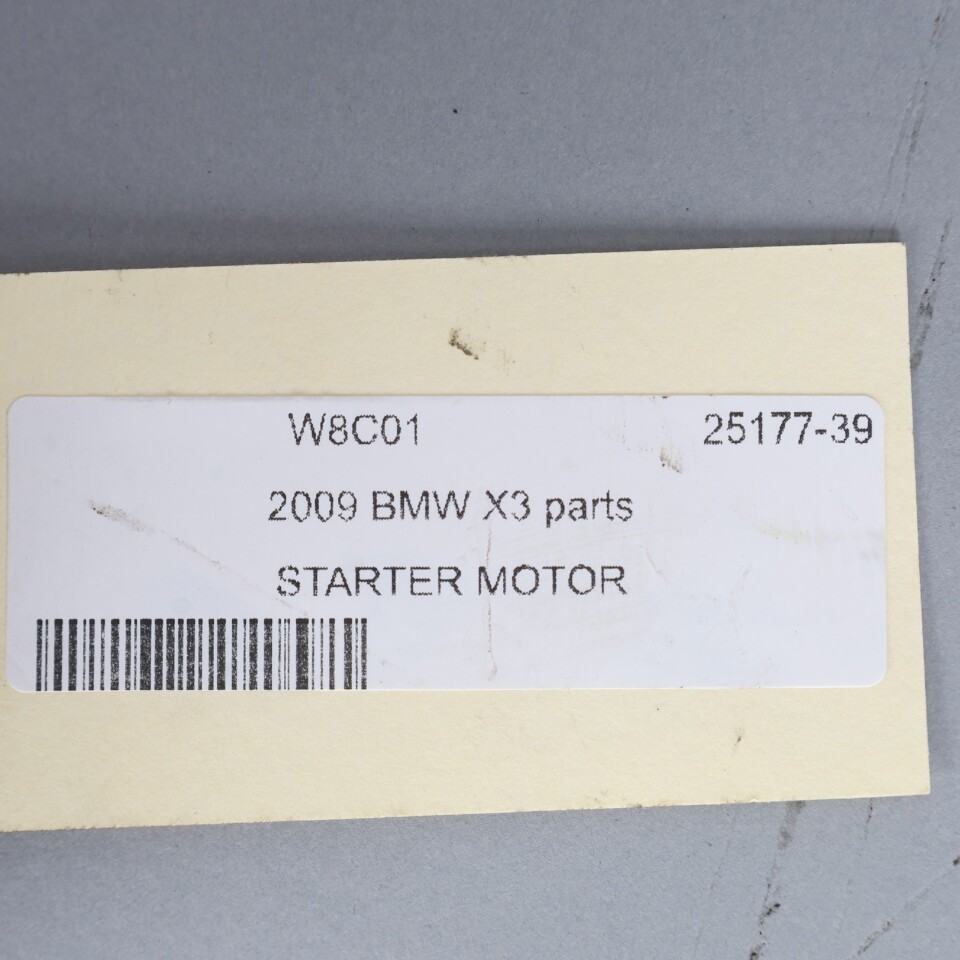 W8C01 25177-39
2009 BMW X3 parts
STARTER MOTOR